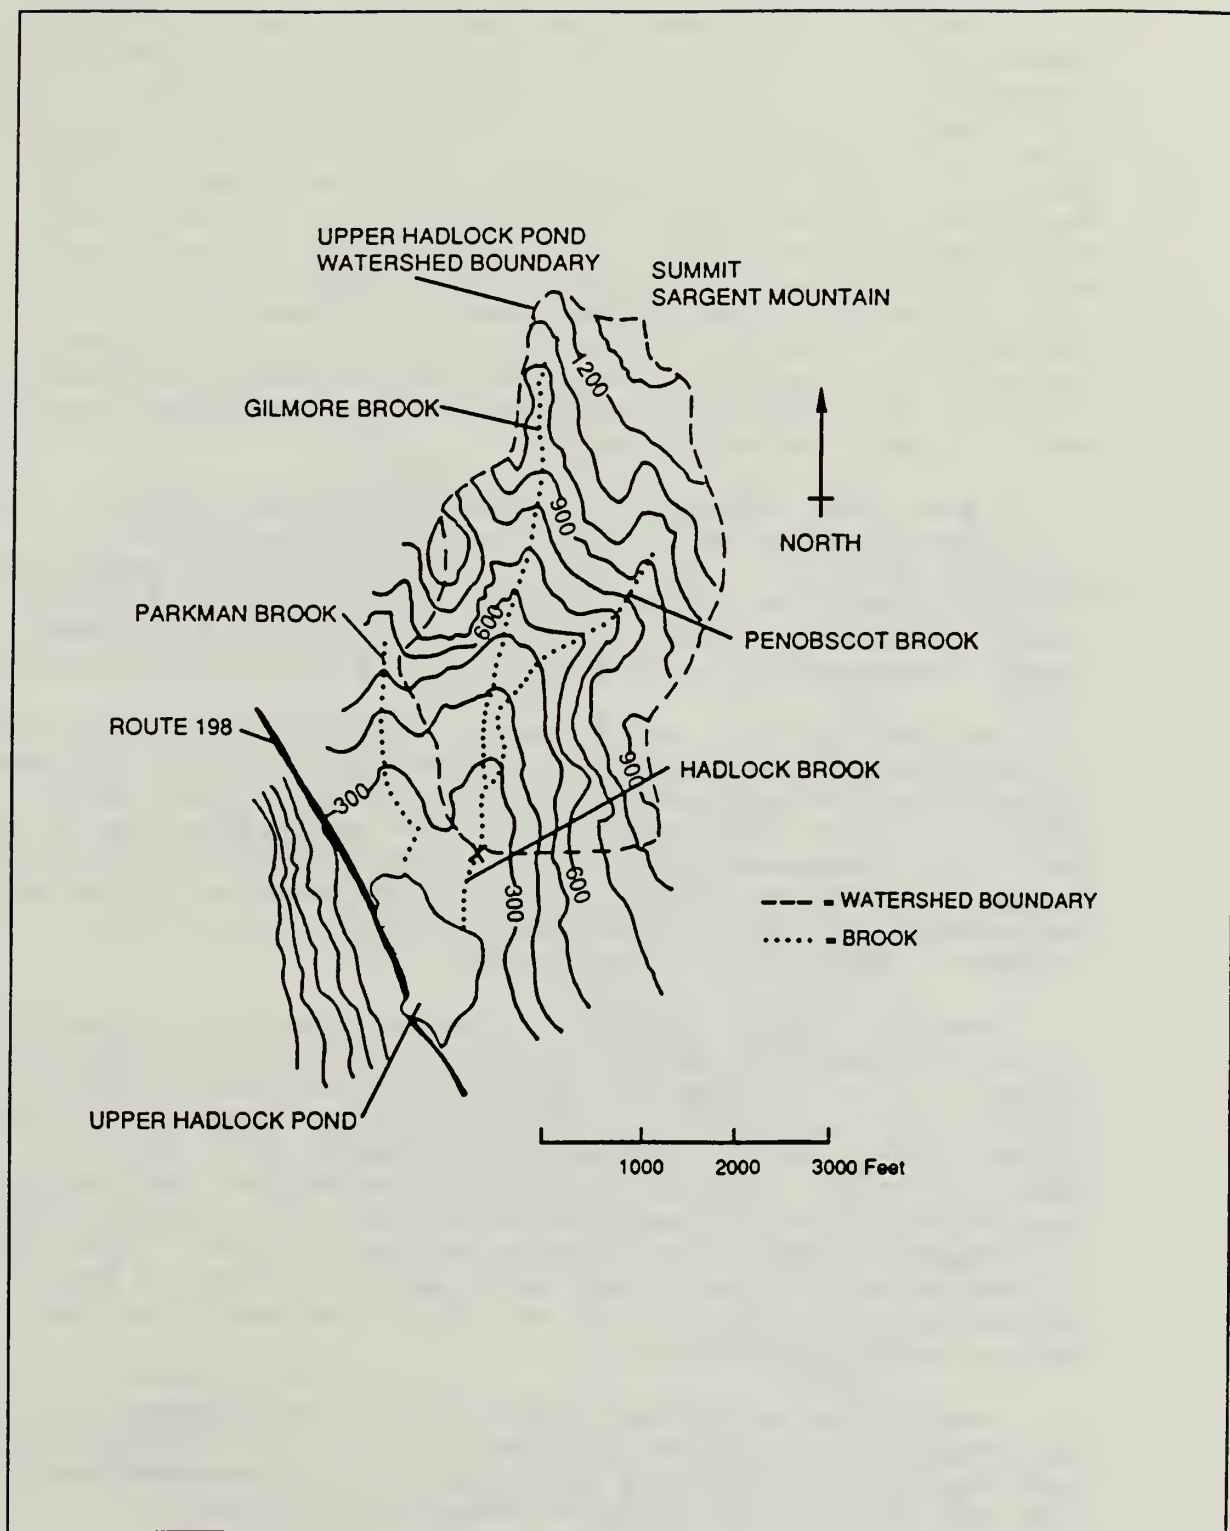 UPPER HADLOCK POND
WATERSHED BOUNDARY
SUMMIT
SARGENT MOUNTAIN
1200
GILMORE BROOK
900
NORTH
PARKMAN BROOK
600
PENOBSCOT BROOK
ROUTE 198
HADLOCK BROOK
900
300
600
300
--- = WATERSHED BOUNDARY
...... = BROOK
UPPER HADLOCK POND
1000 2000 3000 Feet